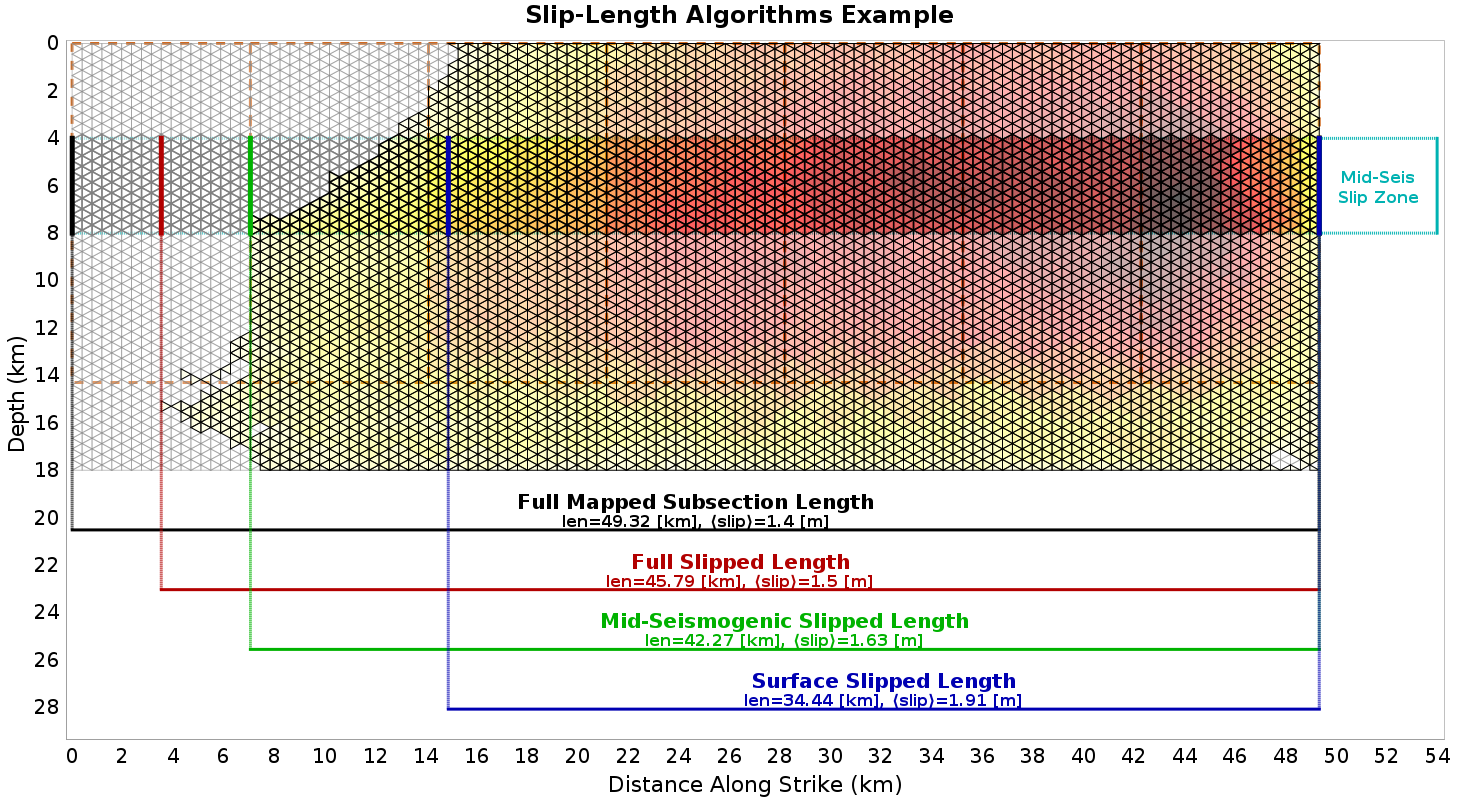 Slip-Length Algorithms Example
0
2
4
6
8
10
12
14
16
18
20
22
24
26
28
Depth (km)
Mid-Seis
Slip Zone
Full Mapped Subsection Length
len=49.32 [km], ⟨slip⟩=1.4 [m]
Full Slipped Length
len=45.79 [km], ⟨slip⟩=1.5 [m]
Mid-Seismogenic Slipped Length
len=42.27 [km], ⟨slip⟩=1.63 [m]
Surface Slipped Length
len=34.44 [km], ⟨slip⟩=1.91 [m]
0 2 4 6 8 10 12 14 16 18 20 22 24 26 28 30 32 34 36 38 40 42 44 46 48 50 52 54
Distance Along Strike (km)